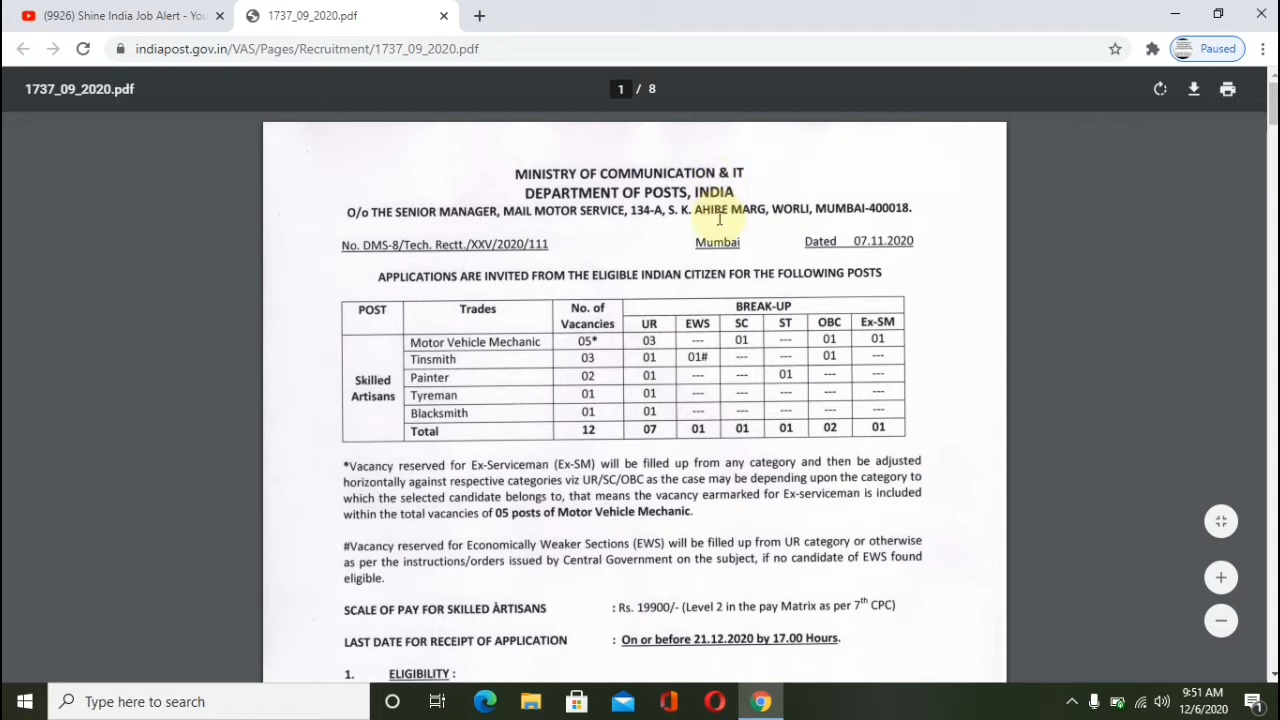 (9926) Shine India Job Alert - You
1737_09_2020.pdf
indiapost.gov.in/VAS/Pages/Recruitment/1737_09_2020.pdf
Paused
1737_09_2020.pdf
1 / 8
MINISTRY OF COMMUNICATION & IT
DEPARTMENT OF POSTS, INDIA
O/o THE SENIOR MANAGER, MAIL MOTOR SERVICE, 134-A, S. K. AHIRE MARG, WORLI, MUMBAI-400018.
No. DMS-8/Tech. Rectt./XXV/2020/111 Mumbai Dated 07.11.2020
APPLICATIONS ARE INVITED FROM THE ELIGIBLE INDIAN CITIZEN FOR THE FOLLOWING POSTS
POST Trades No. of Vacancies BREAK-UP
UR EWS SC ST OBC Ex-SM
Skilled Artisans
Motor Vehicle Mechanic 05* 03 --- 01 --- 01 01
Tinsmith 03 01 01# --- --- 01 ---
Painter 02 01 --- --- 01 --- ---
Tyreman 01 01 --- --- --- --- ---
Blacksmith 01 01 --- --- --- --- ---
Total 12 07 01 01 01 02 01
*Vacancy reserved for Ex-Serviceman (Ex-SM) will be filled up from any category and then be adjusted
horizontally against respective categories viz UR/SC/OBC as the case may be depending upon the category to
which the selected candidate belongs to, that means the vacancy earmarked for Ex-serviceman is included
within the total vacancies of 05 posts of Motor Vehicle Mechanic.
#Vacancy reserved for Economically Weaker Sections (EWS) will be filled up from UR category or otherwise
as per the instructions/orders issued by Central Government on the subject, if no candidate of EWS found
eligible.
SCALE OF PAY FOR SKILLED ARTISANS : Rs. 19900/- (Level 2 in the pay Matrix as per 7th CPC)
LAST DATE FOR RECEIPT OF APPLICATION : On or before 21.12.2020 by 17.00 Hours.
1. ELIGIBILITY :
Type here to search
9:51 AM
12/6/2020
1